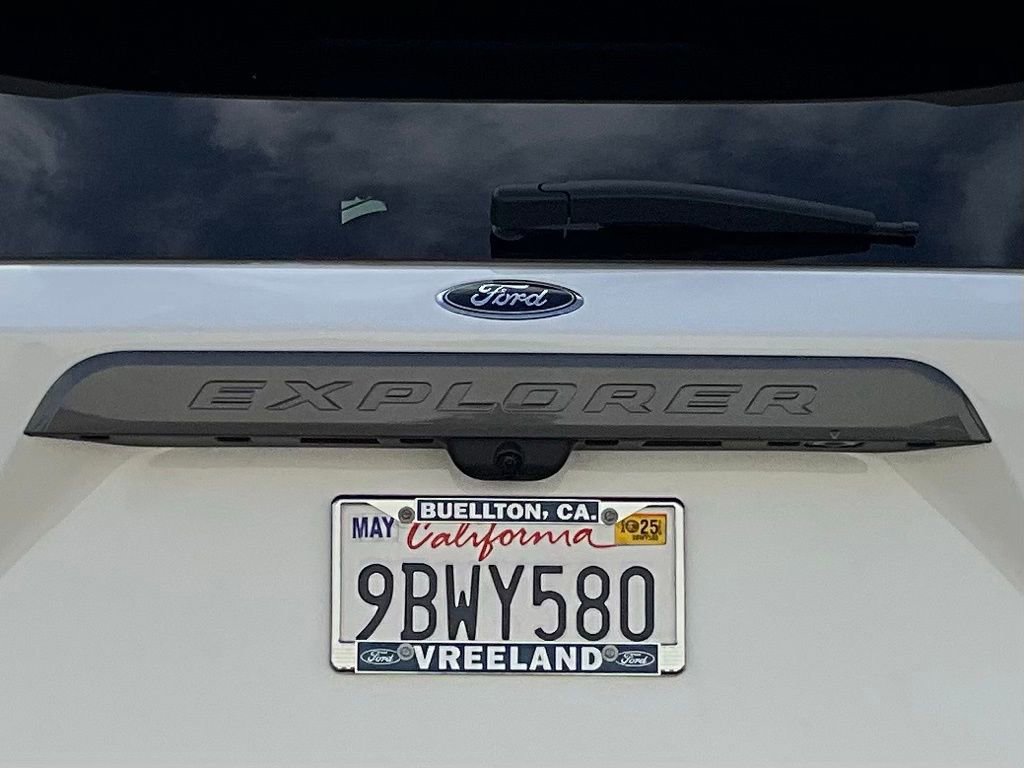 Ford
EXPLORER
BUELLTON, CA.
MAY California 25
9BWY580
Ford VREELAND Ford